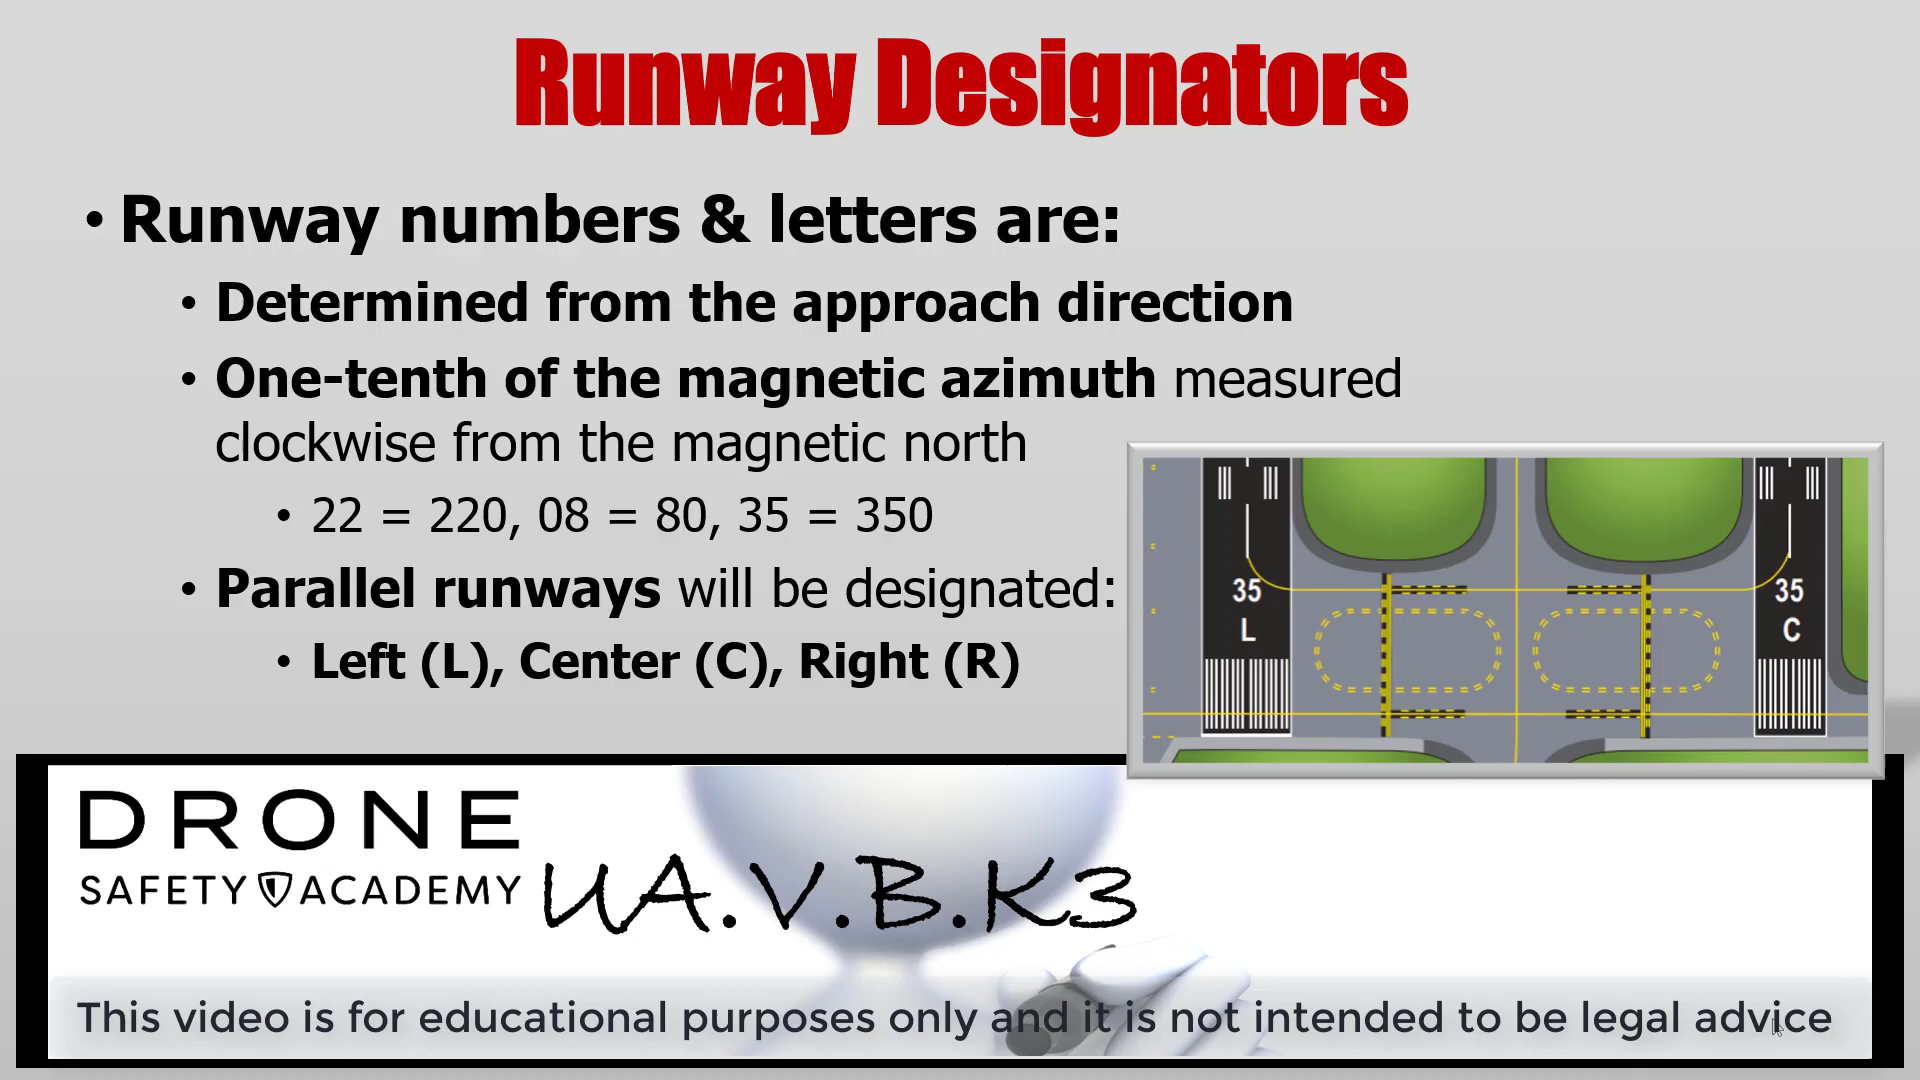 Runway Designators
• Runway numbers & letters are:
• Determined from the approach direction
• One-tenth of the magnetic azimuth measured
clockwise from the magnetic north
• 22 = 220, 08 = 80, 35 = 350
• Parallel runways will be designated:
• Left (L), Center (C), Right (R)
35
L
35
C
DRONE
SAFETY ACADEMY
UA.V.B.K3
This video is for educational purposes only and it is not intended to be legal advice